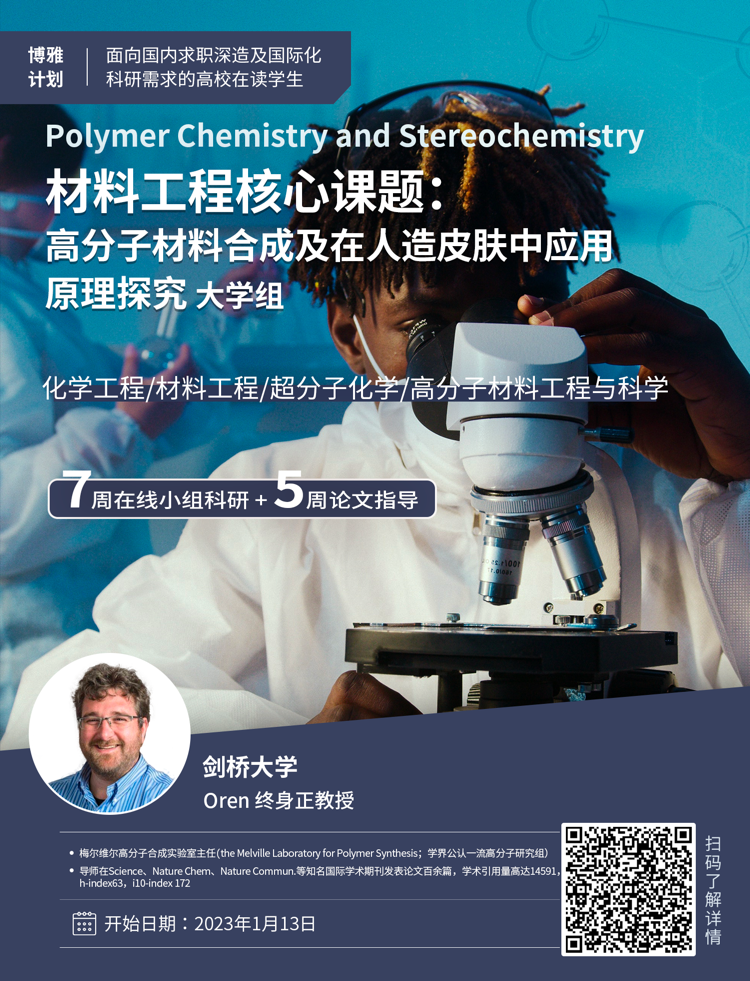 博雅
计划
面向国内求职深造及国际化
科研需求的高校在读学生
Polymer Chemistry and Stereochemistry
材料工程核心课题：
高分子材料合成及在人造皮肤中应用
原理探究 大学组
化学工程/材料工程/超分子化学/高分子材料工程与科学
7周在线小组科研 + 5周论文指导
剑桥大学
Oren 终身正教授
• 梅尔维尔高分子合成实验室主任(the Melville Laboratory for Polymer Synthesis；学界公认一流高分子研究组)
• 导师在Science、Nature Chem、Nature Commun.等知名国际学术期刊发表论文百余篇，学术引用量高达14591，
h-index63，i10-index 172
开始日期：2023年1月13日
扫码了解详情